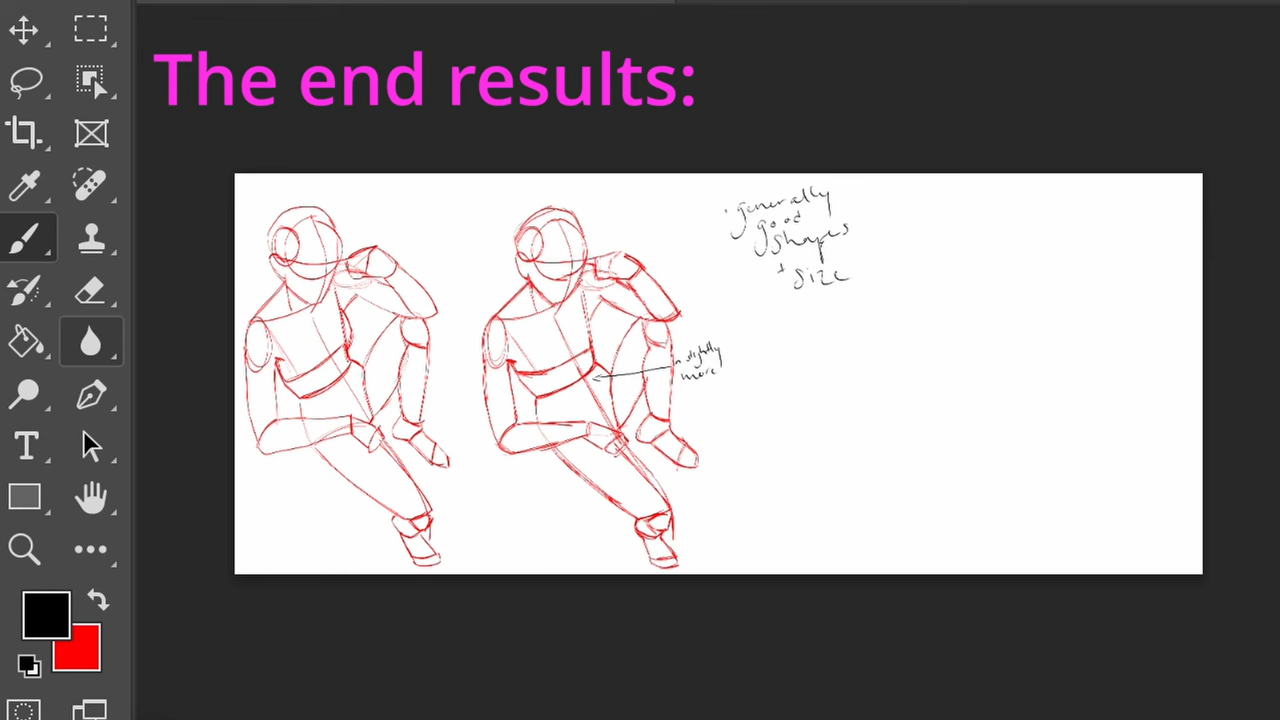 The end results:
generally
good
shapes
+ size
slightly
more
T